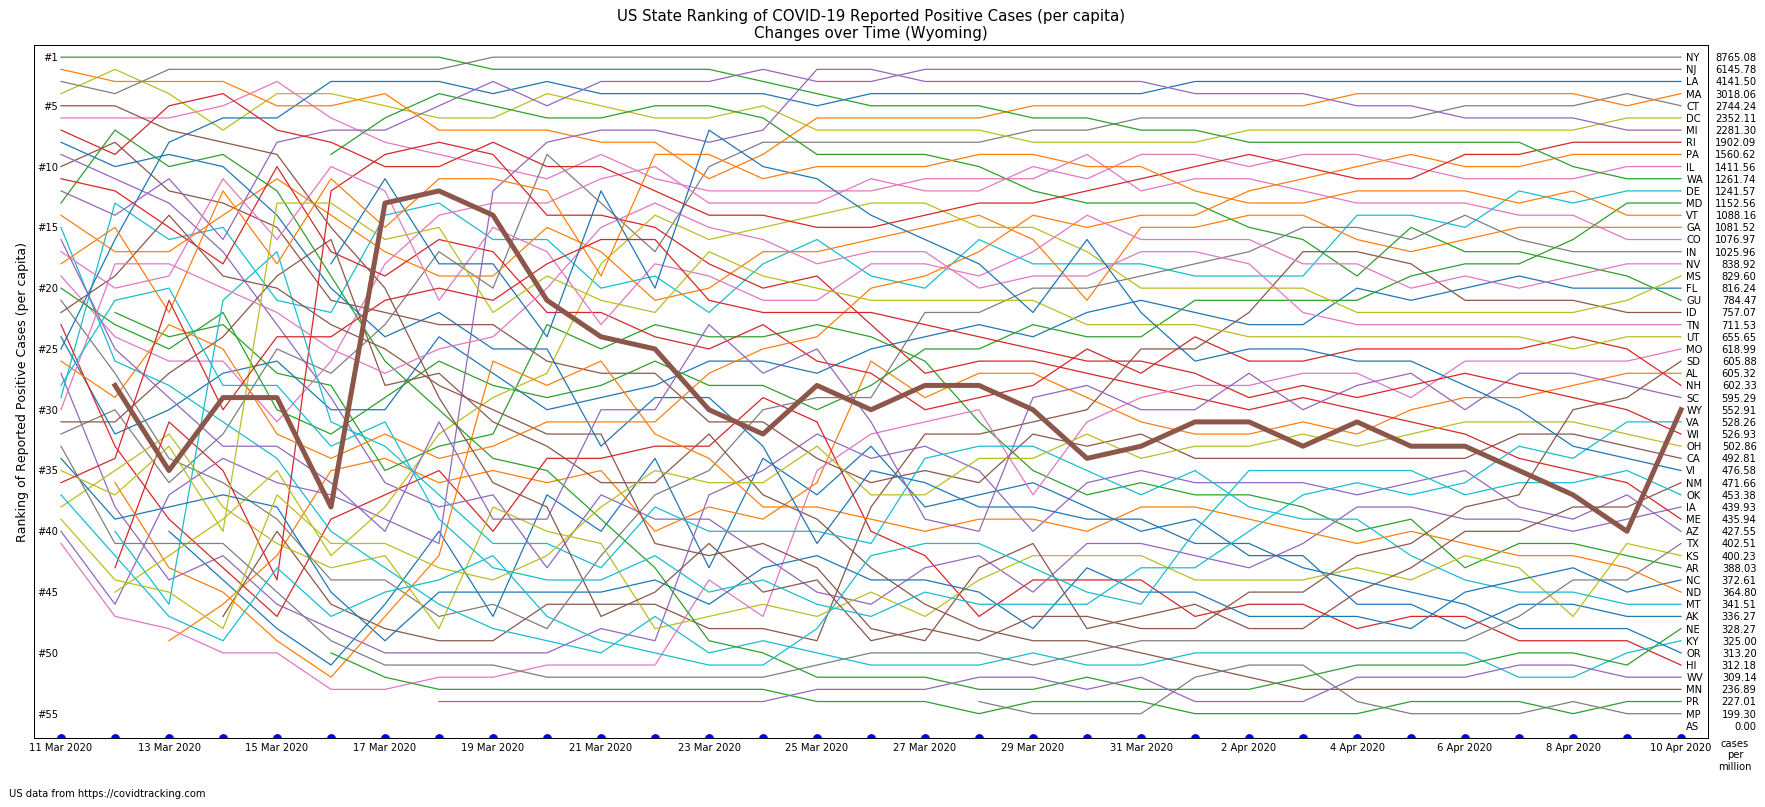 US State Ranking of COVID-19 Reported Positive Cases (per capita)
Changes over Time (Wyoming)
Ranking of Reported Positive Cases (per capita)
#1
#5
#10
#15
#20
#25
#30
#35
#40
#45
#50
#55
NY 8765.08
NJ 6145.78
LA 4141.50
MA 3018.06
CT 2744.24
DC 2352.11
MI 2281.30
RI 1902.09
PA 1560.62
IL 1411.56
WA 1261.74
DE 1241.57
MD 1152.56
VT 1088.16
GA 1081.52
CO 1076.97
IN 1025.96
NV 838.92
MS 829.60
FL 816.24
GU 784.47
ID 757.07
TN 711.53
UT 655.65
MO 618.99
SD 605.88
AL 605.32
NH 602.33
SC 595.29
WY 552.91
VA 528.26
WI 526.93
OH 502.86
CA 492.81
VI 476.58
NM 471.66
OK 453.38
IA 439.93
ME 435.94
AZ 427.55
TX 402.51
KS 400.23
AR 388.03
NC 372.61
ND 364.80
MT 341.51
AK 336.27
NE 328.27
KY 325.00
OR 313.20
HI 312.18
WV 309.14
MN 236.89
PR 227.01
MP 199.30
AS 0.00
11 Mar 2020 13 Mar 2020 15 Mar 2020 17 Mar 2020 19 Mar 2020 21 Mar 2020 23 Mar 2020 25 Mar 2020 27 Mar 2020 29 Mar 2020 31 Mar 2020 2 Apr 2020 4 Apr 2020 6 Apr 2020 8 Apr 2020 10 Apr 2020
cases
per
million
US data from https://covidtracking.com